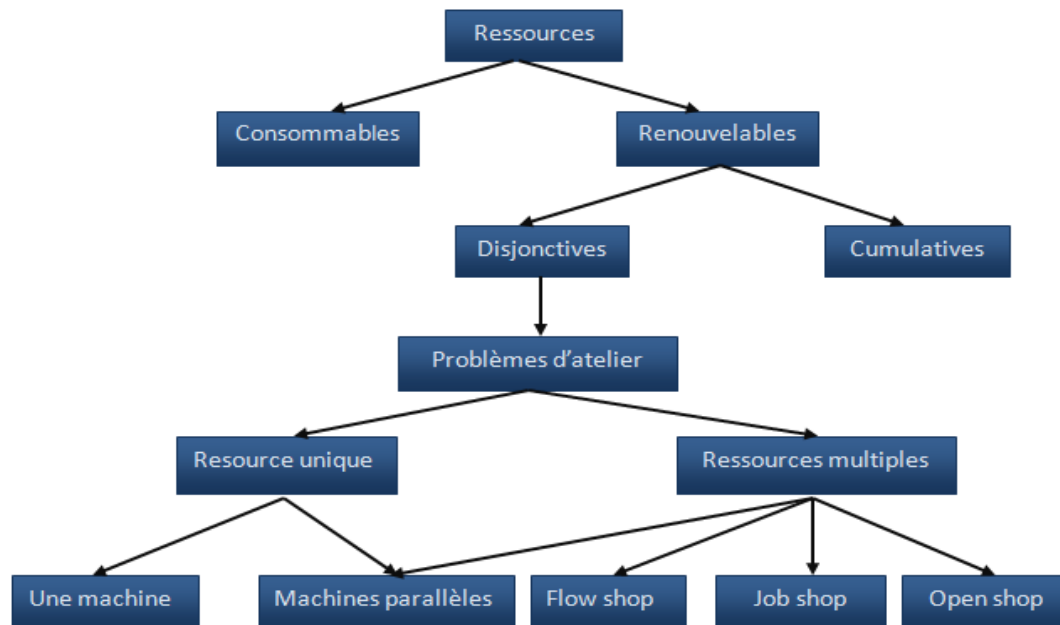 Ressources
Consommables
Renouvelables
Disjonctives
Cumulatives
Problèmes d'atelier
Resource unique
Ressources multiples
Une machine
Machines parallèles
Flow shop
Job shop
Open shop